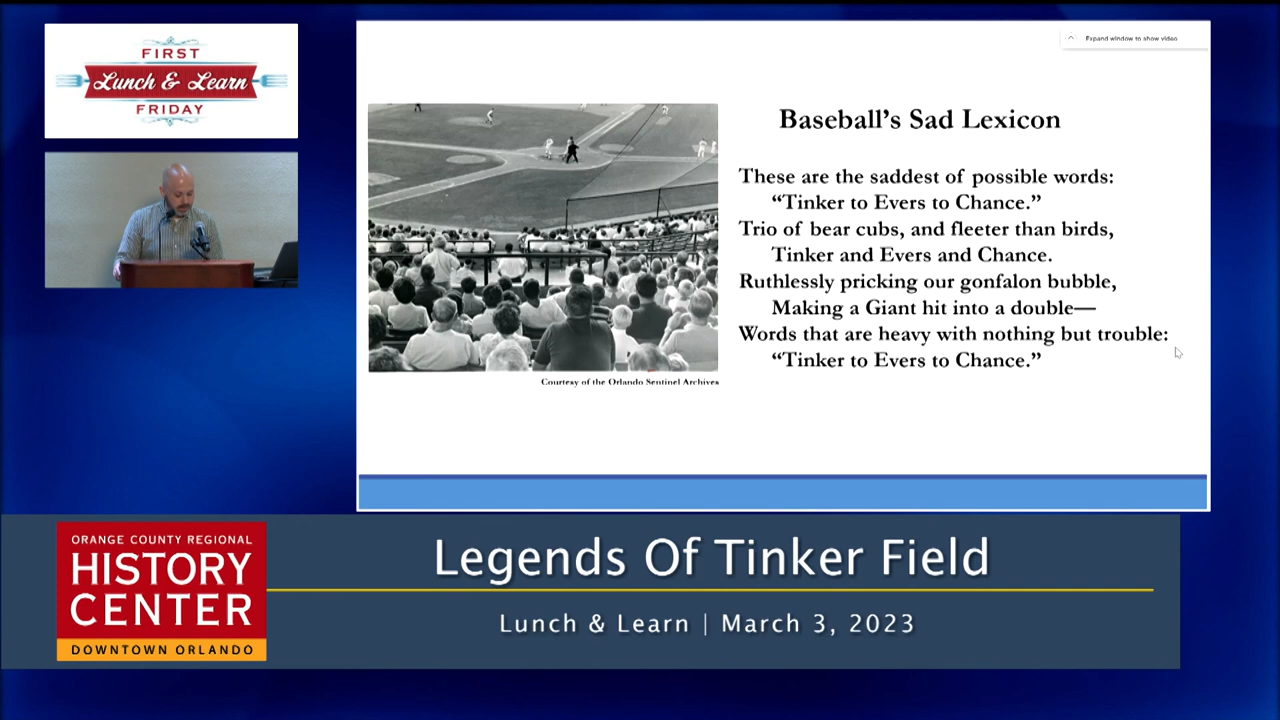 FIRST
Lunch & Learn
FRIDAY
Expand window to show video
Baseball’s Sad Lexicon
These are the saddest of possible words:
“Tinker to Evers to Chance.”
Trio of bear cubs, and fleeter than birds,
Tinker and Evers and Chance.
Ruthlessly pricking our gonfalon bubble,
Making a Giant hit into a double—
Words that are heavy with nothing but trouble:
“Tinker to Evers to Chance.”
Courtesy of the Orlando Sentinel Archives
ORANGE COUNTY REGIONAL
HISTORY
CENTER
DOWNTOWN ORLANDO
Legends Of Tinker Field
Lunch & Learn | March 3, 2023